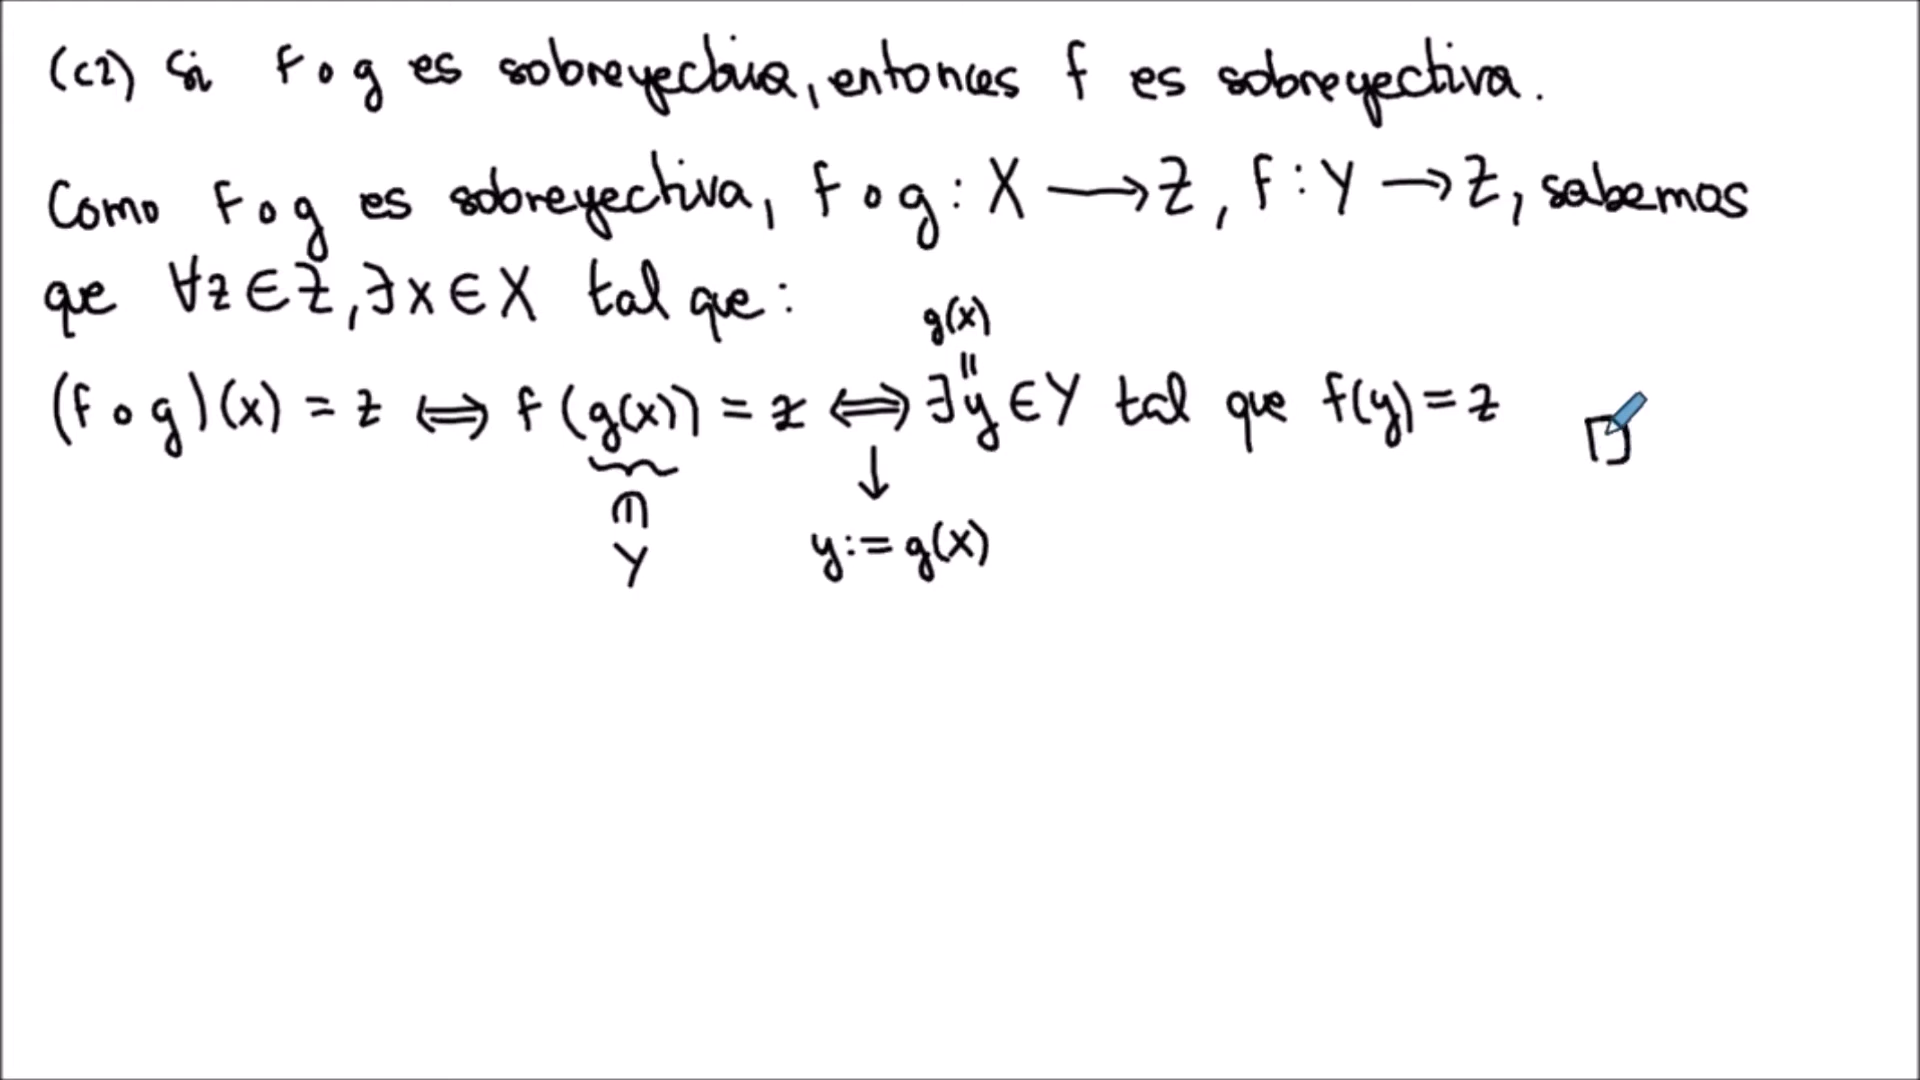 (c2) Si f ∘ g es sobreyectiva, entonces f es sobreyectiva.
Como f ∘ g es sobreyectiva, f ∘ g : X ⟶ Z, f : Y → Z, sabemos
que ∀z ∈ Z, ∃x ∈ X tal que :
g(x)
=
(f ∘ g)(x) = z ⟺ f (g(x)) = z ⟺ ∃ y ∈ Y tal que f(y) = z □
↓
∈
Y
y := g(x)